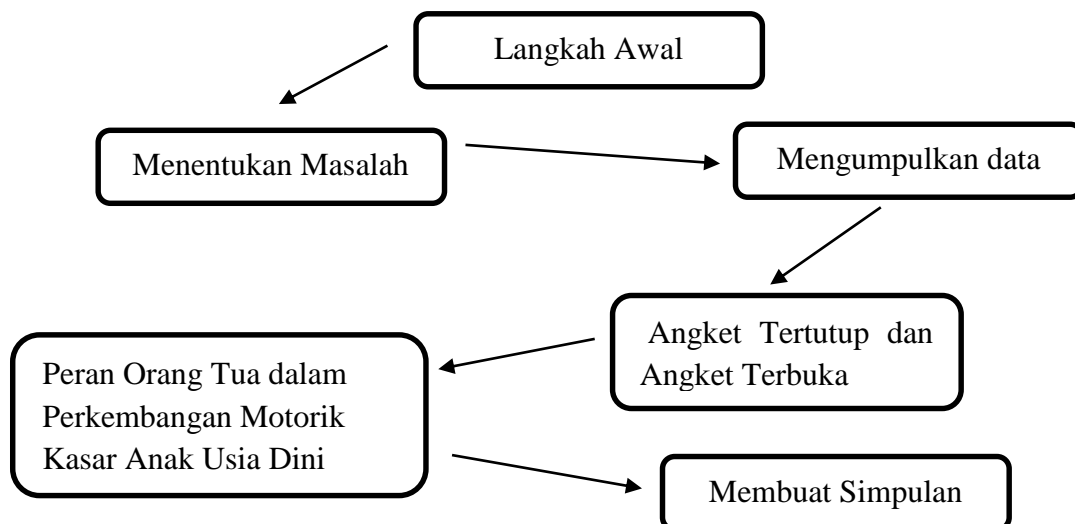 Langkah Awal
Menentukan Masalah
Mengumpulkan data
Angket Tertutup dan
Angket Terbuka
Peran Orang Tua dalam
Perkembangan Motorik
Kasar Anak Usia Dini
Membuat Simpulan